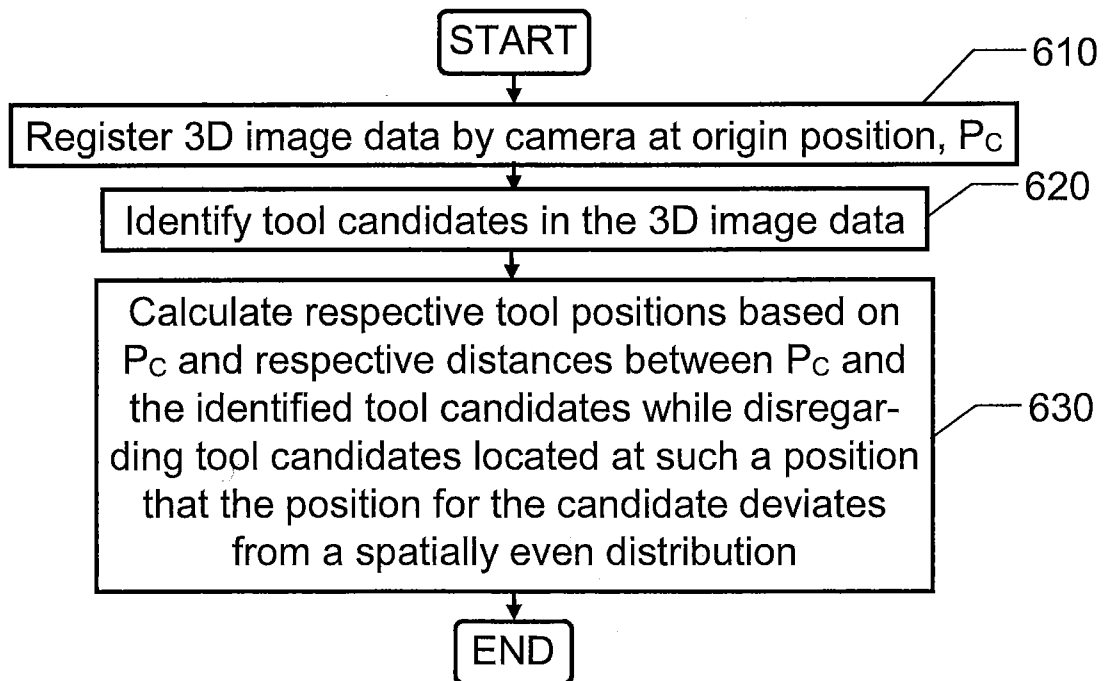 START
610
Register 3D image data by camera at origin position, PC
620
Identify tool candidates in the 3D image data
Calculate respective tool positions based on
PC and respective distances between PC and
the identified tool candidates while disregar-
ding tool candidates located at such a position
that the position for the candidate deviates
from a spatially even distribution
630
END